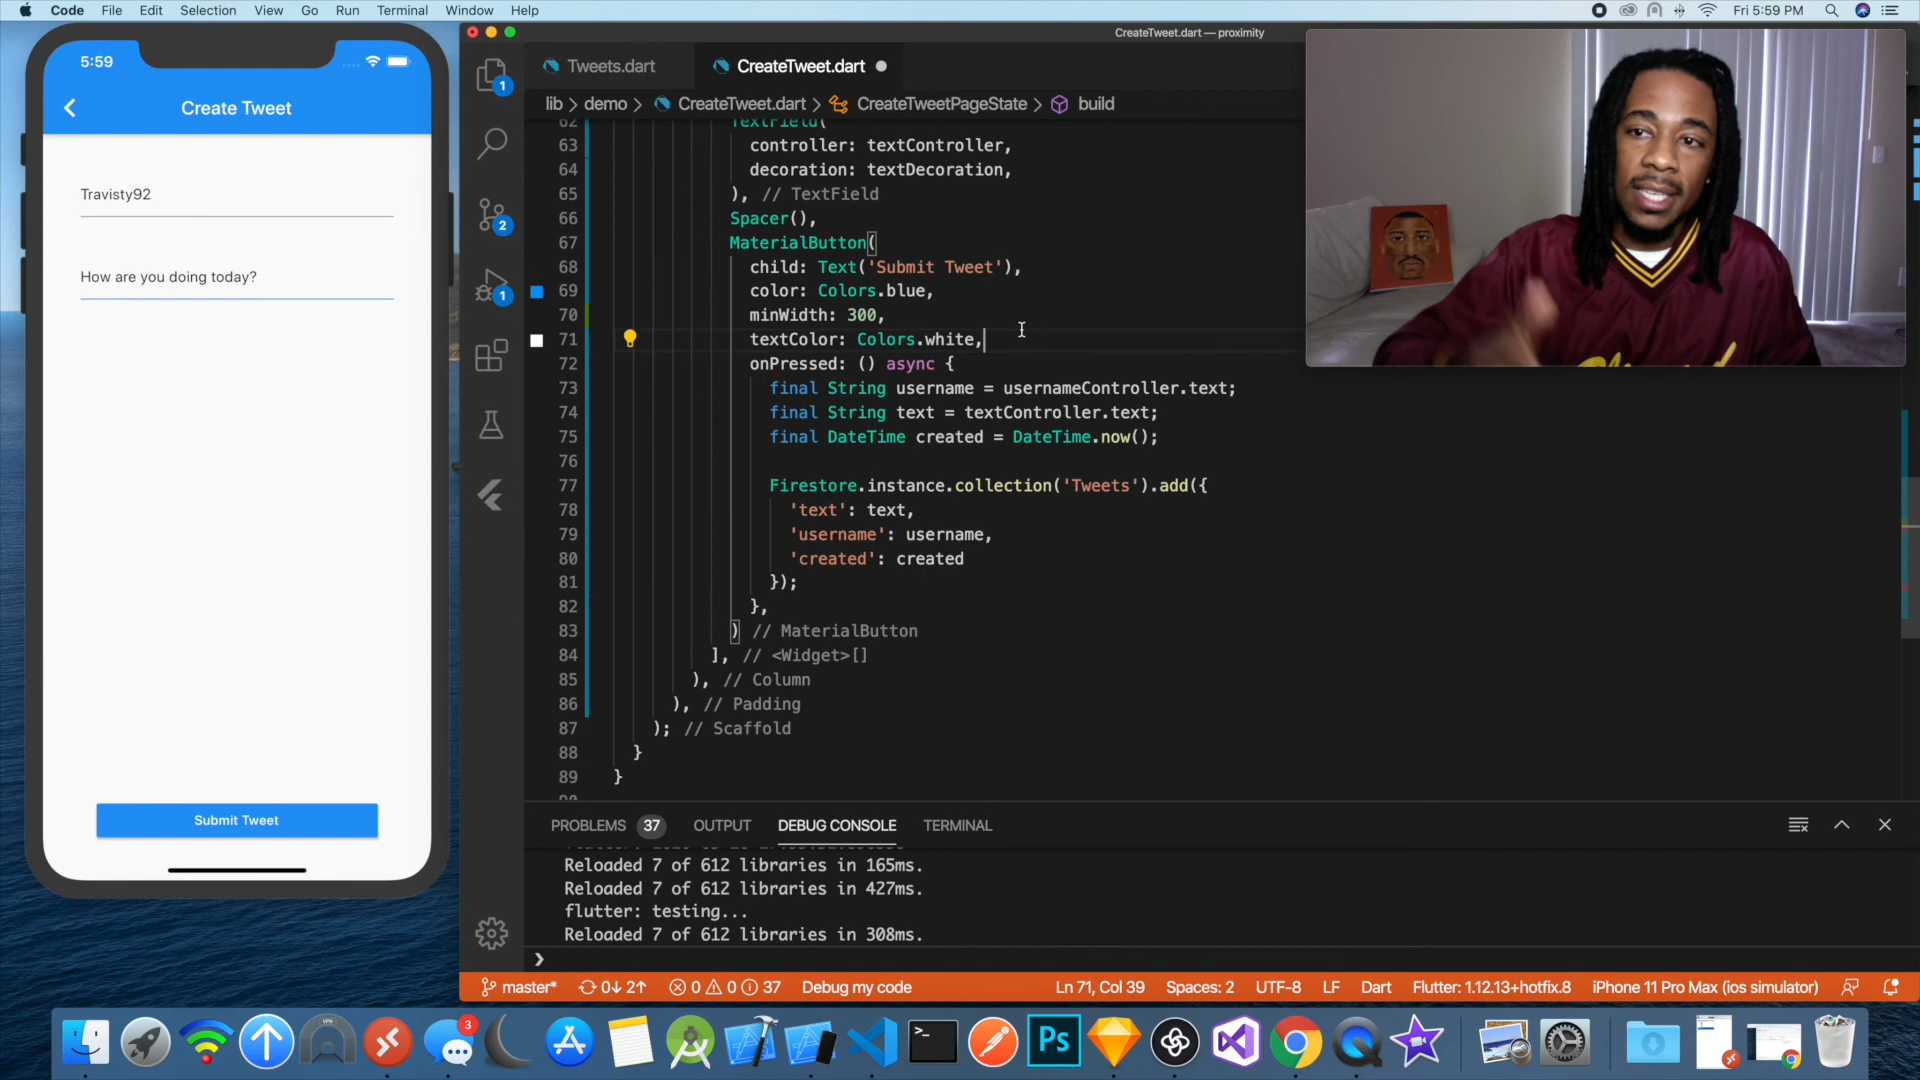 Code File Edit Selection View Go Run Terminal Window Help
Fri 5:59 PM
5:59
Create Tweet
Travisty92
How are you doing today?
Submit Tweet
CreateTweet.dart — proximity
Tweets.dart
CreateTweet.dart
lib > demo > CreateTweet.dart > CreateTweetPageState > build
1
2
1
62 TextField(
63 controller: textController,
64 decoration: textDecoration,
65 ), // TextField
66 Spacer(),
67 MaterialButton(
68 child: Text('Submit Tweet'),
69 color: Colors.blue,
70 minWidth: 300,
71 textColor: Colors.white,
72 onPressed: () async {
73 final String username = usernameController.text;
74 final String text = textController.text;
75 final DateTime created = DateTime.now();
76
77 Firestore.instance.collection('Tweets').add({
78 'text': text,
79 'username': username,
80 'created': created
81 });
82 },
83 ) // MaterialButton
84 ], // <Widget>[]
85 ), // Column
86 ), // Padding
87 ); // Scaffold
88 }
89 }
PROBLEMS 37 OUTPUT DEBUG CONSOLE TERMINAL
Reloaded 7 of 612 libraries in 165ms.
Reloaded 7 of 612 libraries in 427ms.
flutter: testing...
Reloaded 7 of 612 libraries in 308ms.
master* 0↓ 2↑ 0 0 37 Debug my code Ln 71, Col 39 Spaces: 2 UTF-8 LF Dart Flutter: 1.12.13+hotfix.8 iPhone 11 Pro Max (ios simulator)
VPN
3
>_
Ps